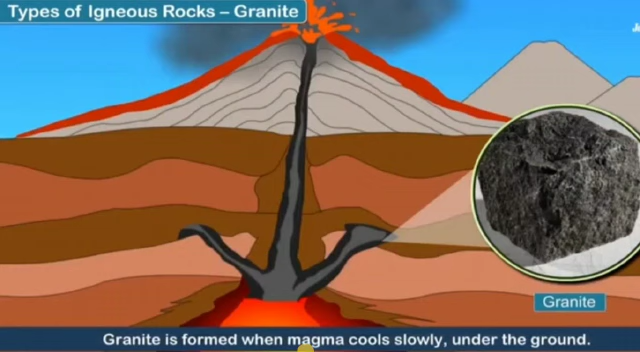 Types of Igneous Rocks – Granite
Granite
Granite is formed when magma cools slowly, under the ground.